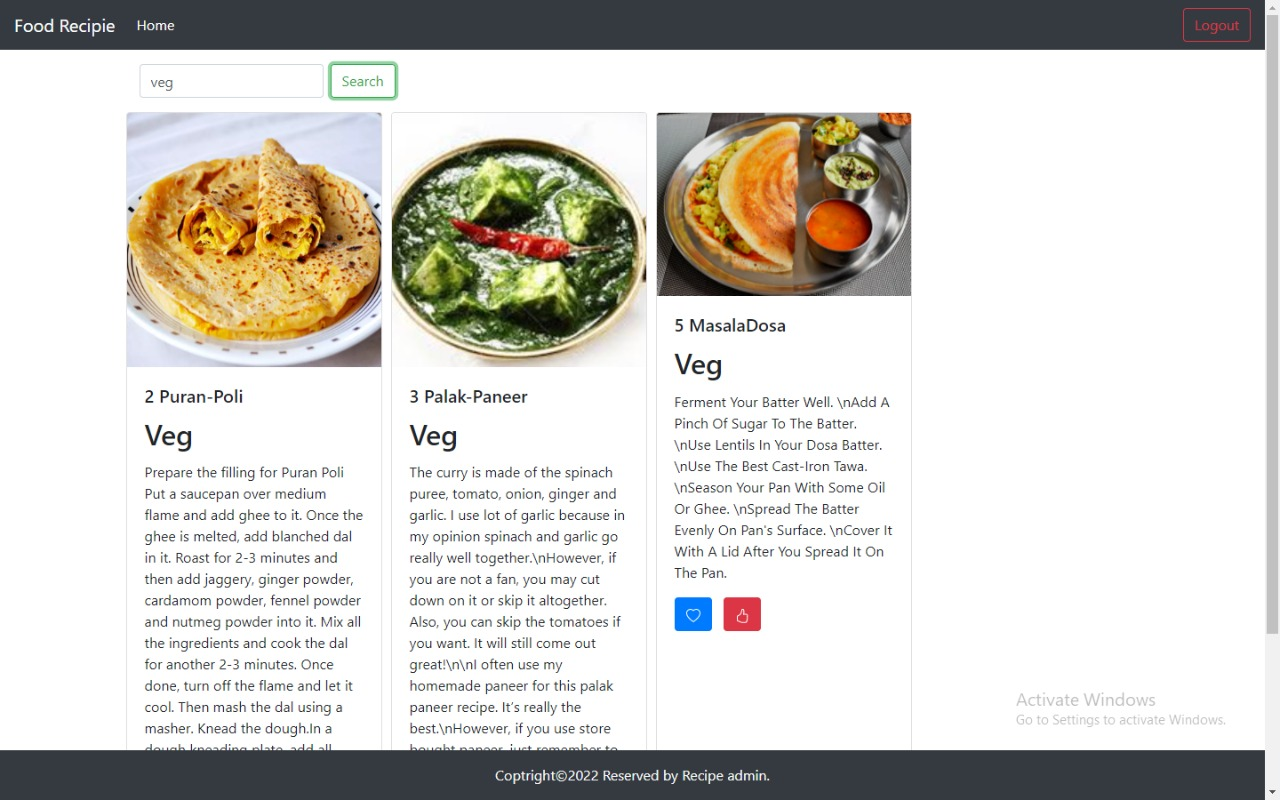 Food Recipie
Home
Logout
veg
Search
2 Puran-Poli
Veg
Prepare the filling for Puran Poli
Put a saucepan over medium
flame and add ghee to it. Once the
ghee is melted, add blanched dal
in it. Roast for 2-3 minutes and
then add jaggery, ginger powder,
cardamom powder, fennel powder
and nutmeg powder into it. Mix all
the ingredients and cook the dal
for another 2-3 minutes. Once
done, turn off the flame and let it
cool. Then mash the dal using a
masher. Knead the dough.In a
dough kneading plate, add all
3 Palak-Paneer
Veg
The curry is made of the spinach
puree, tomato, onion, ginger and
garlic. I use lot of garlic because in
my opinion spinach and garlic go
really well together.\nHowever, if
you are not a fan, you may cut
down on it or skip it altogether.
Also, you can skip the tomatoes if
you want. It will still come out
great!\n\nI often use my
homemade paneer for this palak
paneer recipe. It’s really the
best.\nHowever, if you use store
bought paneer, just remember to
5 MasalaDosa
Veg
Ferment Your Batter Well. \nAdd A
Pinch Of Sugar To The Batter.
\nUse Lentils In Your Dosa Batter.
\nUse The Best Cast-Iron Tawa.
\nSeason Your Pan With Some Oil
Or Ghee. \nSpread The Batter
Evenly On Pan's Surface. \nCover It
With A Lid After You Spread It On
The Pan.
Activate Windows
Go to Settings to activate Windows.
Coptright©2022 Reserved by Recipe admin.